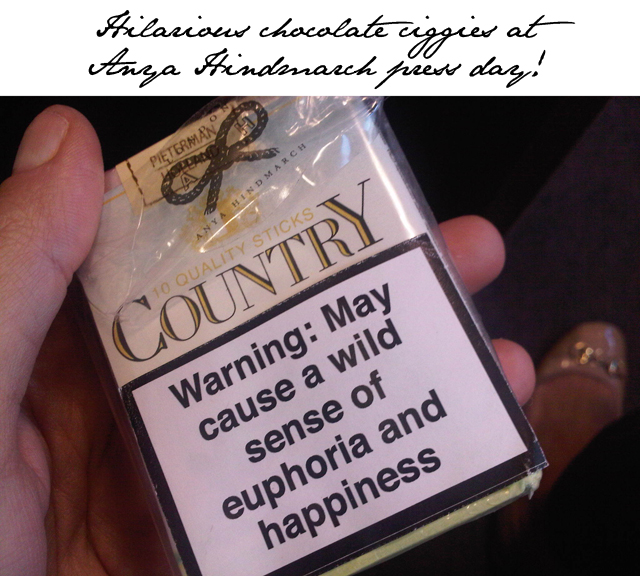 Hilarious chocolate ciggies at
Anya Hindmarch press day!
PIETERMAN
ANYA HINDMARCH
10 QUALITY STICKS
COUNTRY
Warning: May
cause a wild
sense of
euphoria and
happiness